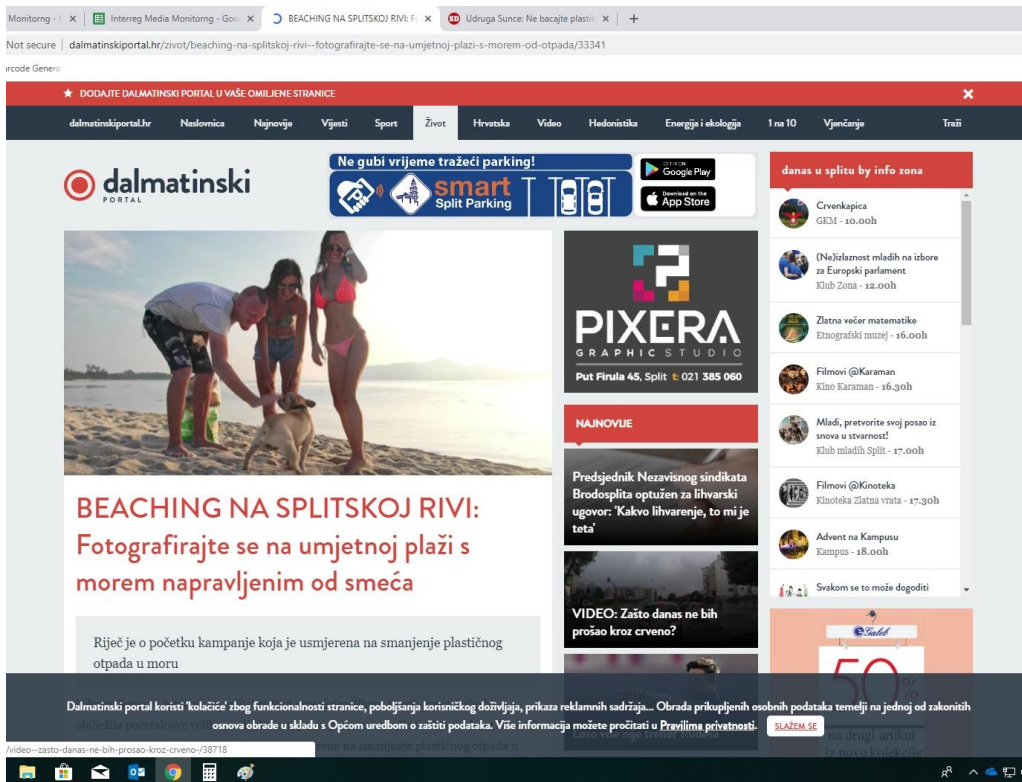 Monitorng -
Interreg Media Monitorng - Goo
BEACHING NA SPLITSKOJ RIVI: F
Udruga Sunce: Ne bacajte plasti
Not secure
dalmatinskiportal.hr/zivot/beaching-na-splitskoj-rivi--fotografirajte-se-na-umjetnoj-plazi-s-morem-od-otpada/33341
arcode Genera
DODAJTE DALMATINSKI PORTAL U VAŠE OMILJENE STRANICE
dalmatinskiportal.hr Naslovnica Najnovije Vijesti Sport Život Hrvatska Video Hedonistika Energija i ekologija 1 na 10 Vjenčanje Traži
dalmatinski
PORTAL
Ne gubi vrijeme tražeći parking!
smart
Split Parking
Google Play
Download on the
App Store
BEACHING NA SPLITSKOJ RIVI:
Fotografirajte se na umjetnoj plaži s
morem napravljenim od smeća
Riječ je o početku kampanje koja je usmjerena na smanjenje plastičnog
otpada u moru
PIXERA
GRAPHIC STUDIO
Put Firula 45, Split t: 021 385 060
NAJNOVIJE
Predsjednik Nezavisnog sindikata
Brodosplita optužen za lihvarski
ugovor: 'Kakvo lihvarenje, to mi je
teta'
VIDEO: Zašto danas ne bih
prošao kroz crveno?
danas u splitu by info zona
Crvenkapica
GKM - 10.00h
(Ne)izlaznost mladih na izbore
za Europski parlament
Klub Zona - 12.00h
Zlatna večer matematike
Etnografski muzej - 16.00h
Filmovi @Karaman
Kino Karaman - 16.30h
Mladi, pretvorite svoj posao iz
snova u stvarnost!
Klub mladih Split - 17.00h
Filmovi @Kinoteka
Kinoteka Zlatna vrata - 17.30h
Advent na Kampusu
Kampus - 18.00h
Svakom se to može dogoditi
Galeb
50%
na drugi artikal
iz nove kolekcije
Dalmatinski portal koristi 'kolačiće' zbog funkcionalnosti stranice, poboljšanja korisničkog doživljaja, prikaza reklamnih sadržaja... Obrada prikupljenih osobnih podataka temelji na jednoj od zakonitih
osnova obrade u skladu s Općom uredbom o zaštiti podataka. Više informacija možete pročitati u Pravilima privatnosti. SLAŽEM SE
/video--zasto-danas-ne-bih-prosao-kroz-crveno-/38718